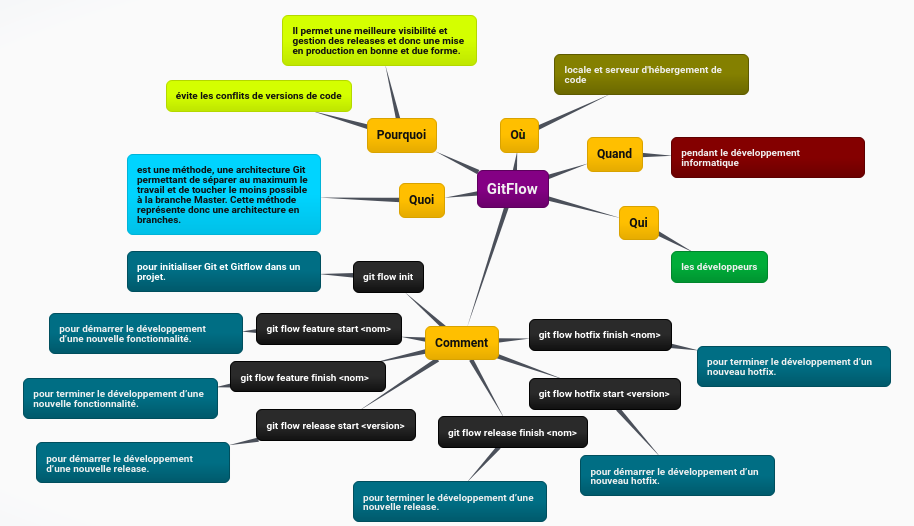 Il permet une meilleure visibilité et
gestion des releases et donc une mise
en production en bonne et due forme.
locale et serveur d'hébergement de
code
évite les conflits de versions de code
Pourquoi
Où
Quand
pendant le développement
informatique
est une méthode, une architecture Git
permettant de séparer au maximum le
travail et de toucher le moins possible
à la branche Master. Cette méthode
représente donc une architecture en
branches.
Quoi
GitFlow
Qui
les développeurs
pour initialiser Git et Gitflow dans un
projet.
git flow init
pour démarrer le développement
d'une nouvelle fonctionnalité.
git flow feature start <nom>
Comment
git flow hotfix finish <nom>
pour terminer le développement d'un
nouveau hotfix.
pour terminer le développement d'une
nouvelle fonctionnalité.
git flow feature finish <nom>
git flow hotfix start <version>
git flow release start <version>
git flow release finish <nom>
pour démarrer le développement
d'une nouvelle release.
pour démarrer le développement d'un
nouveau hotfix.
pour terminer le développement d'une
nouvelle release.